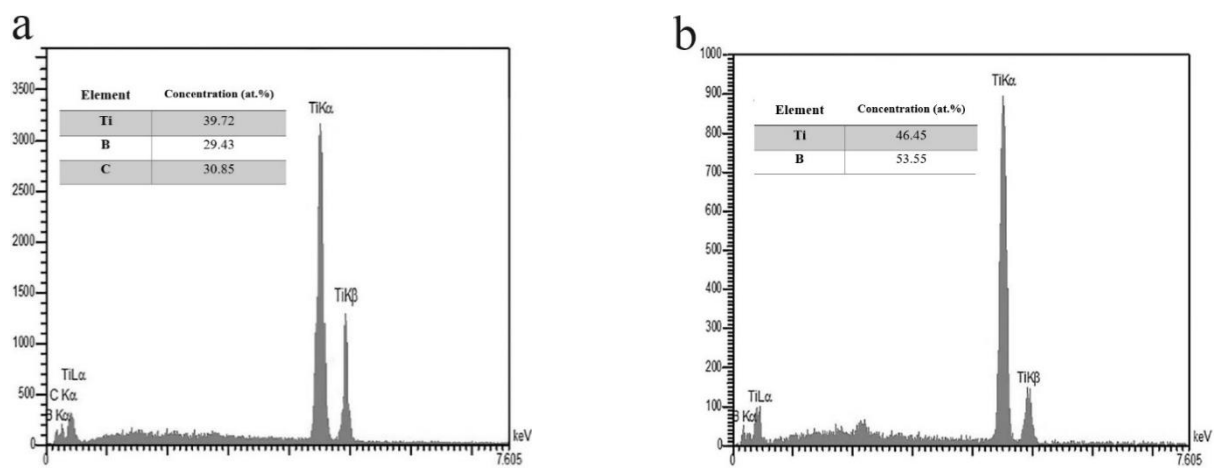 a
3500
3000
2500
2000
1500
1000
500
0
Element Concentration (at.%)
Ti 39.72
B 29.43
C 30.85
TiKα
TiKβ
TiLα
C Kα
B Kα
keV
0
7.605
b
1000
900
800
700
600
500
400
300
200
100
0
Element Concentration (at.%)
Ti 46.45
B 53.55
TiKα
TiKβ
TiLα
B Kα
keV
0
7.605